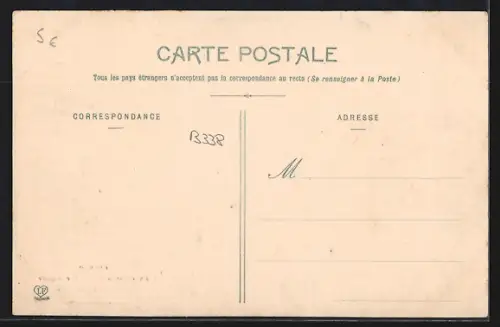 5 €
CARTE POSTALE
Tous les pays étrangers n'acceptent pas la correspondance au recto (Se renseigner à la Poste)
CORRESPONDANCE
ADRESSE
B338
M